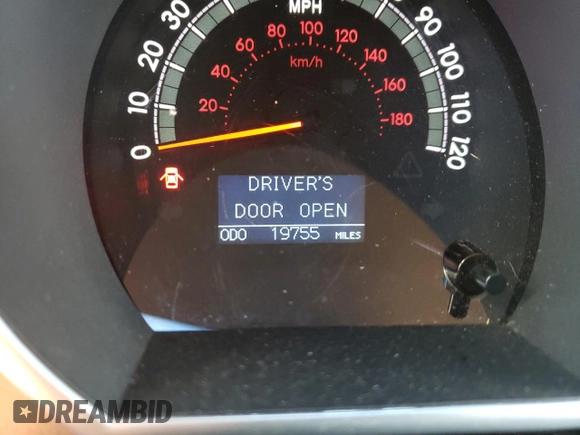 MPH
0 10 20 30 80 90 100 110 120
km/h
20 40 60 80 100 120 140 160 180
DRIVER'S
DOOR OPEN
ODO 19755 MILES
DREAMBID